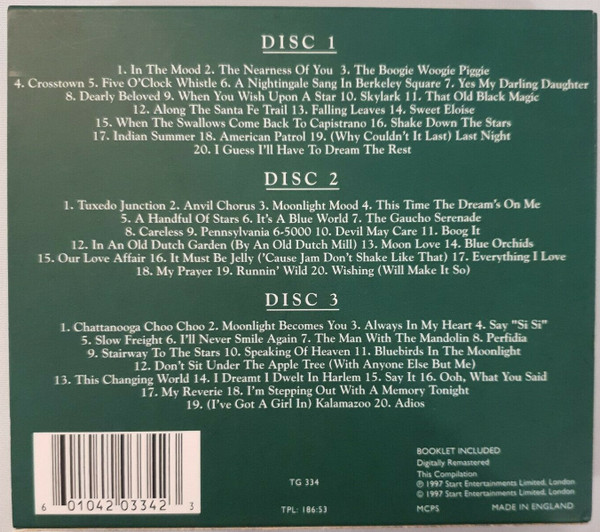 DISC 1
1. In The Mood 2. The Nearness Of You 3. The Boogie Woogie Piggie
4. Crosstown 5. Five O'Clock Whistle 6. A Nightingale Sang In Berkeley Square 7. Yes My Darling Daughter
8. Dearly Beloved 9. When You Wish Upon A Star 10. Skylark 11. That Old Black Magic
12. Along The Santa Fe Trail 13. Falling Leaves 14. Sweet Eloise
15. When The Swallows Come Back To Capistrano 16. Shake Down The Stars
17. Indian Summer 18. American Patrol 19. (Why Couldn't It Last) Last Night
20. I Guess I'll Have To Dream The Rest
DISC 2
1. Tuxedo Junction 2. Anvil Chorus 3. Moonlight Mood 4. This Time The Dream's On Me
5. A Handful Of Stars 6. It's A Blue World 7. The Gaucho Serenade
8. Careless 9. Pennsylvania 6-5000 10. Devil May Care 11. Boog It
12. In An Old Dutch Garden (By An Old Dutch Mill) 13. Moon Love 14. Blue Orchids
15. Our Love Affair 16. It Must Be Jelly ('Cause Jam Don't Shake Like That) 17. Everything I Love
18. My Prayer 19. Runnin' Wild 20. Wishing (Will Make It So)
DISC 3
1. Chattanooga Choo Choo 2. Moonlight Becomes You 3. Always In My Heart 4. Say "Si Si"
5. Slow Freight 6. I'll Never Smile Again 7. The Man With The Mandolin 8. Perfidia
9. Stairway To The Stars 10. Speaking Of Heaven 11. Bluebirds In The Moonlight
12. Don't Sit Under The Apple Tree (With Anyone Else But Me)
13. This Changing World 14. I Dreamt I Dwelt In Harlem 15. Say It 16. Ooh, What You Said
17. My Reverie 18. I'm Stepping Out With A Memory Tonight
19. (I've Got A Girl In) Kalamazoo 20. Adios
6 01042 03342 3
TG 334
TPL: 186:53
BOOKLET INCLUDED
Digitally Remastered
This Compilation
℗ 1997 Start Entertainments Limited, London
© 1997 Start Entertainments Limited, London
MCPS MADE IN ENGLAND